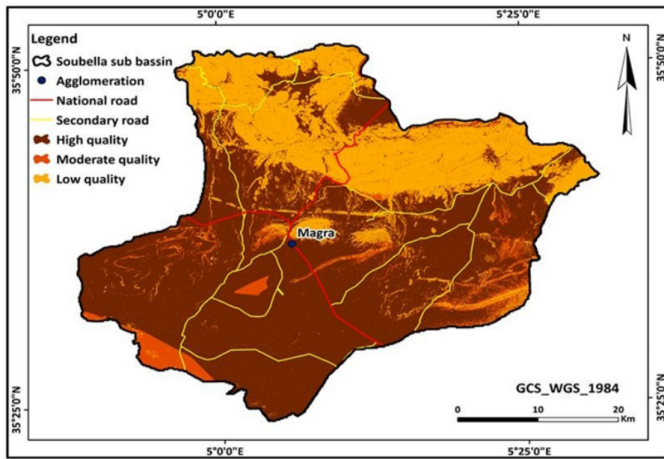 5°0'0"E 5°25'0"E
Legend
Soubella sub basin
Agglomeration
National road
Secondary road
High quality
Moderate quality
Low quality
N
35°50'0"N 35°50'0"N
Magra
GCS_WGS_1984
0 10 20
Km
35°25'0"N 35°25'0"N
5°0'0"E 5°25'0"E